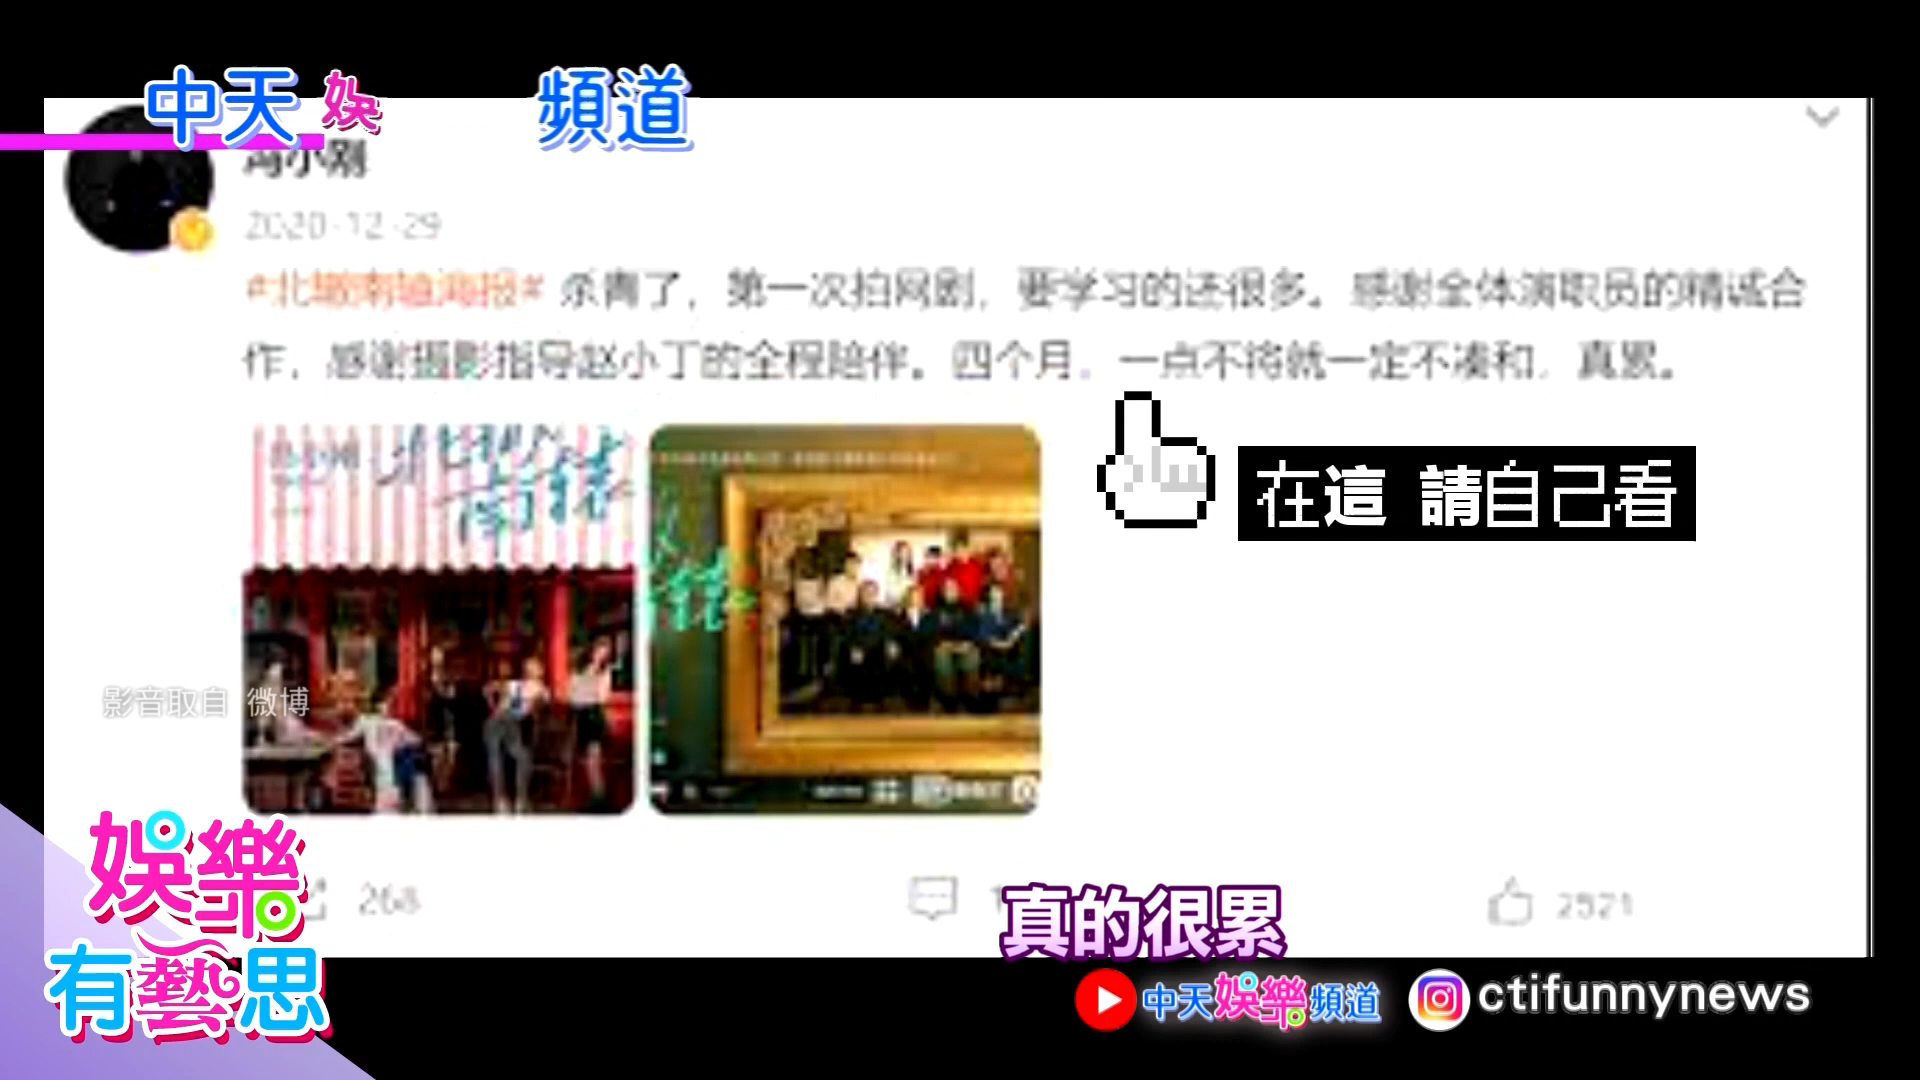 中天娛 頻道
冯小刚
2020-12-29
#北辙南辕海报# 杀青了，第一次拍网剧，要学习的还很多。感谢全体演职员的精诚合
作，感谢摄影指导赵小丁的全程陪伴。四个月，一点不将就一定不凑和，真累。
在這 請自己看
影音取自 微博
268
2521
真的很累
娛樂
有藝思
中天娛樂頻道
ctifunnynews